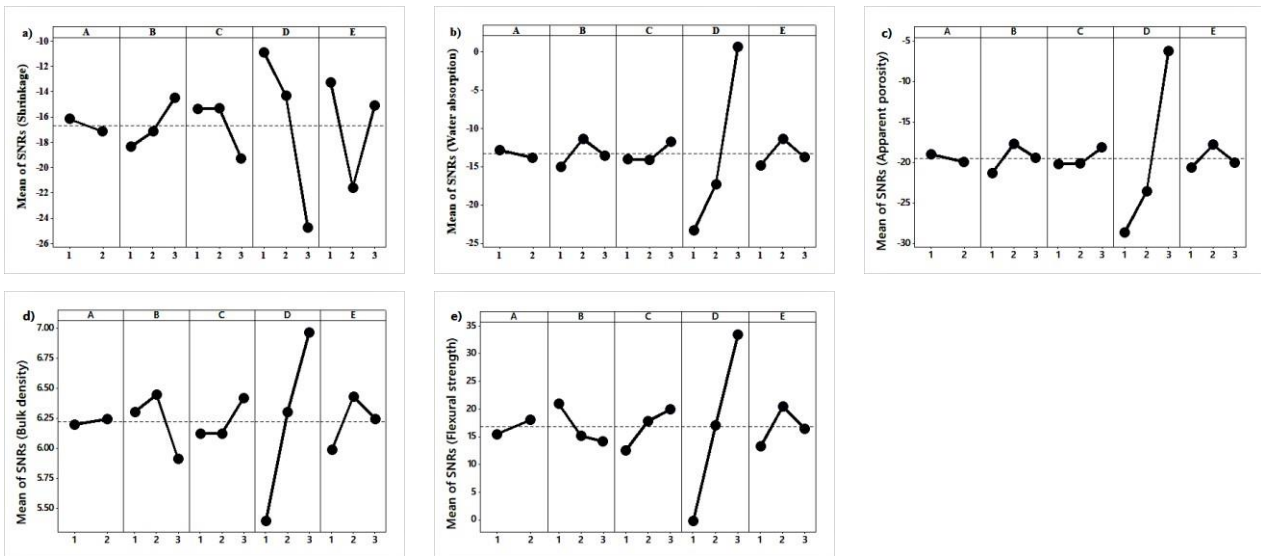 a)
A B C D E
Mean of SNRs (Shrinkage)
-10
-12
-14
-16
-18
-20
-22
-24
-26
1 2 1 2 3 1 2 3 1 2 3 1 2 3
b)
A B C D E
Mean of SNRs (Water absorption)
0
-5
-10
-15
-20
-25
1 2 1 2 3 1 2 3 1 2 3 1 2 3
c)
A B C D E
Mean of SNRs (Apparent porosity)
-5
-10
-15
-20
-25
-30
1 2 1 2 3 1 2 3 1 2 3 1 2 3
d)
A B C D E
Mean of SNRs (Bulk density)
7.00
6.75
6.50
6.25
6.00
5.75
5.50
1 2 1 2 3 1 2 3 1 2 3 1 2 3
e)
A B C D E
Mean of SNRs (Flexural strength)
35
30
25
20
15
10
5
0
1 2 1 2 3 1 2 3 1 2 3 1 2 3